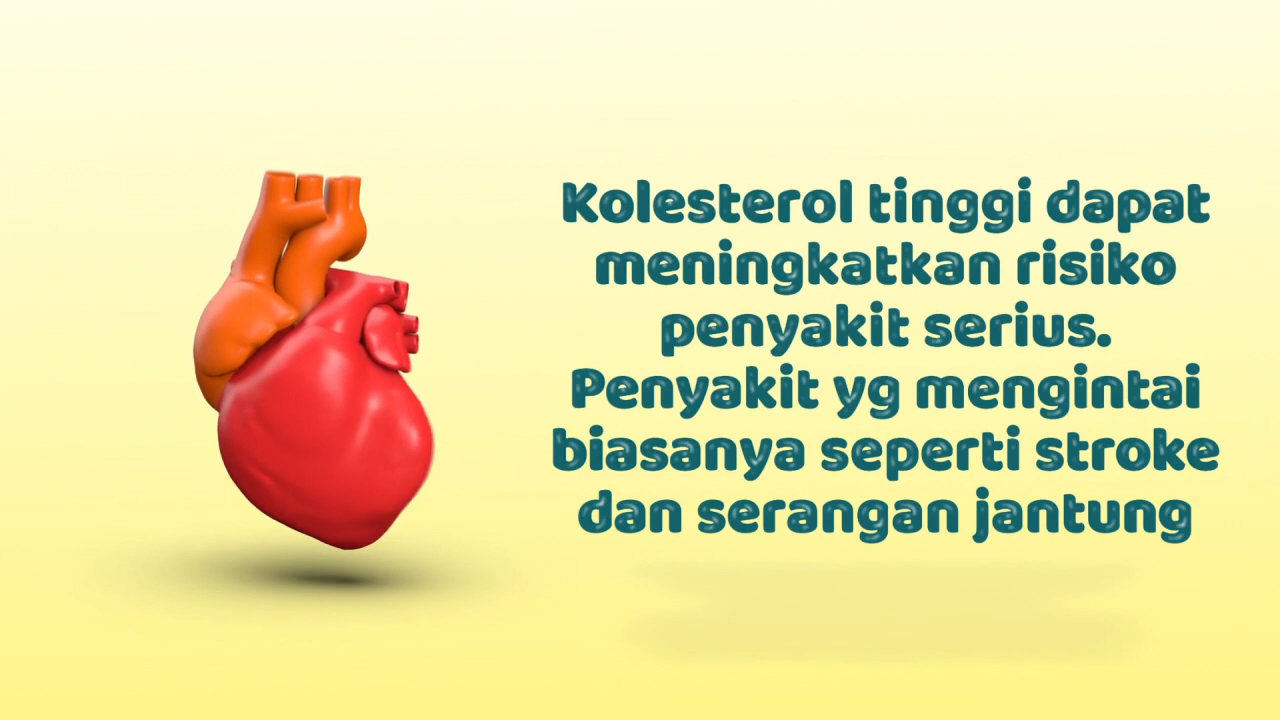 Kolesterol tinggi dapat
meningkatkan risiko
penyakit serius.
Penyakit yg mengintai
biasanya seperti stroke
dan serangan jantung